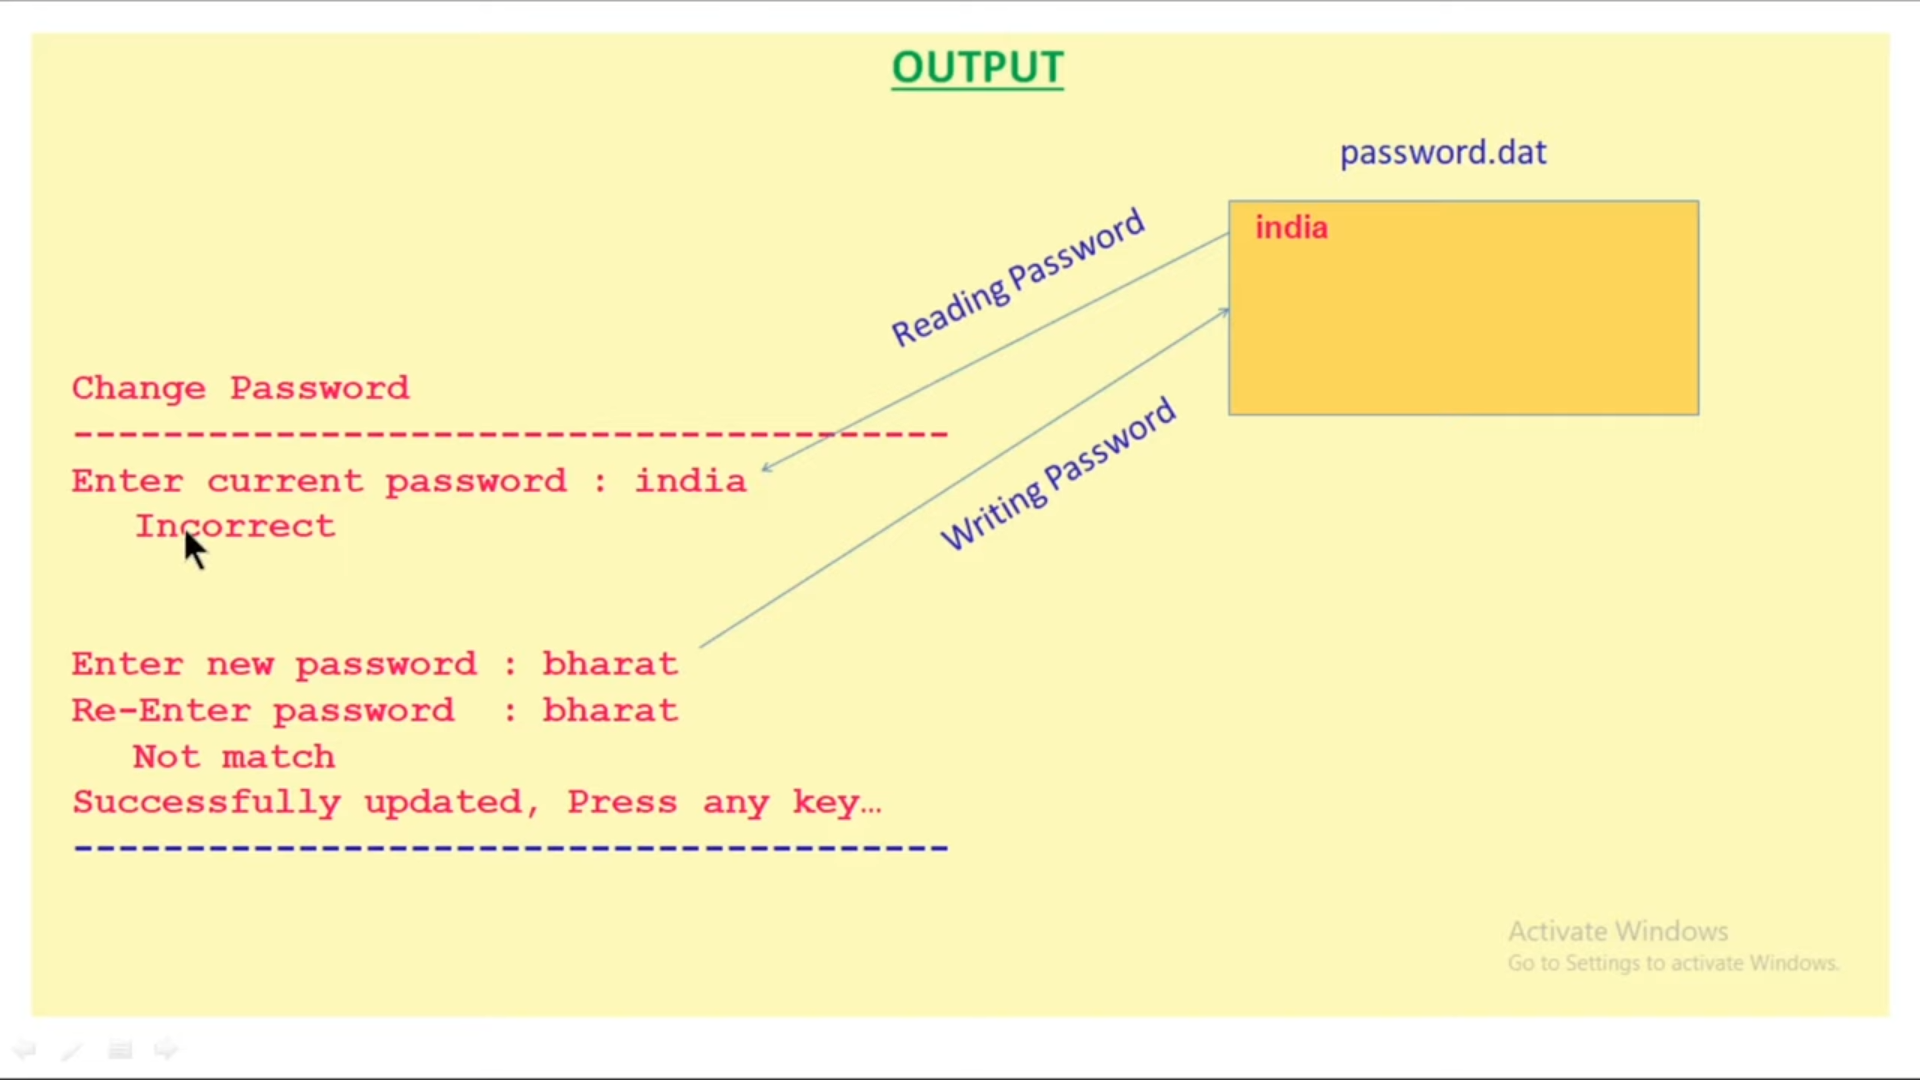 OUTPUT
password.dat
india
Reading Password
Writing Password
Change Password
---------------------------------------
Enter current password : india
Incorrect
Enter new password : bharat
Re-Enter password  : bharat
Not match
Successfully updated, Press any key…
---------------------------------------
Activate Windows
Go to Settings to activate Windows.